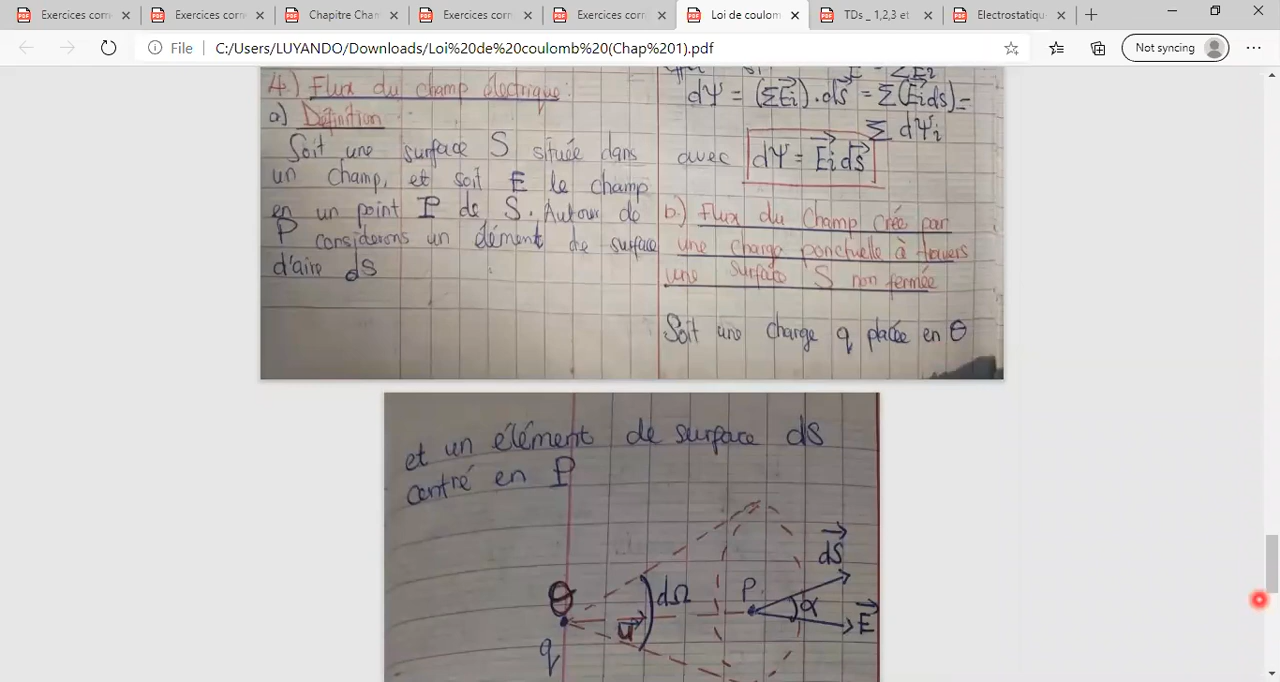 Exercices corr
Exercices corre
Chapitre Cham
Exercices corr
Exercices corr
Loi de coulom
TDs _ 1,2,3 et
Electrostatiqu
File
C:/Users/LUYANDO/Downloads/Loi%20de%20coulomb%20(Chap%201).pdf
Not syncing
4.) Flux du champ électrique:
a) Définition
Soit une surface S située dans
un champ, et soit E le champ
en un point P de S. Autour de
P considerons un élément de surface
d'aire dS
dΨ = (ΣEi).ds = Σ(Eids) =
Σ dΨi
avec dΨ = Eids
b.) Flux du Champ créé par
une charge ponctuelle à travers
une surface S non fermée
Soit une charge q placée en θ
et un élément de surface dS
centré en P
dS
θ
dΩ
P
α
E
u
q